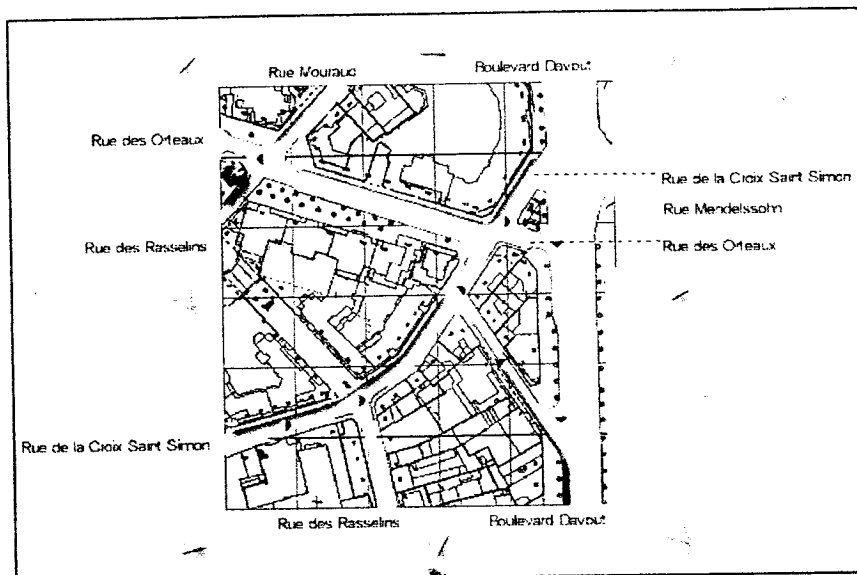 Rue Mouraud
Boulevard Davout
Rue des Orteaux
Rue de la Croix Saint Simon
Rue Mendelssohn
Rue des Rasselins
Rue des Orteaux
Rue de la Croix Saint Simon
Rue des Rasselins
Boulevard Davout